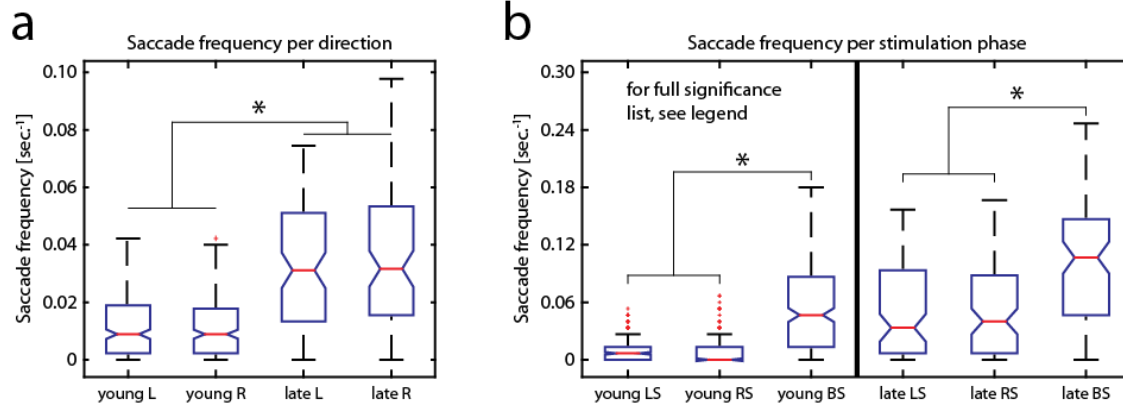 a
Saccade frequency per direction
Saccade frequency [sec.⁻¹]
0.10
0.08
0.06
0.04
0.02
0
*
young L
young R
late L
late R
b
Saccade frequency per stimulation phase
Saccade frequency [sec.⁻¹]
0.30
0.24
0.18
0.12
0.06
0
for full significance
list, see legend
*
*
young LS
young RS
young BS
late LS
late RS
late BS